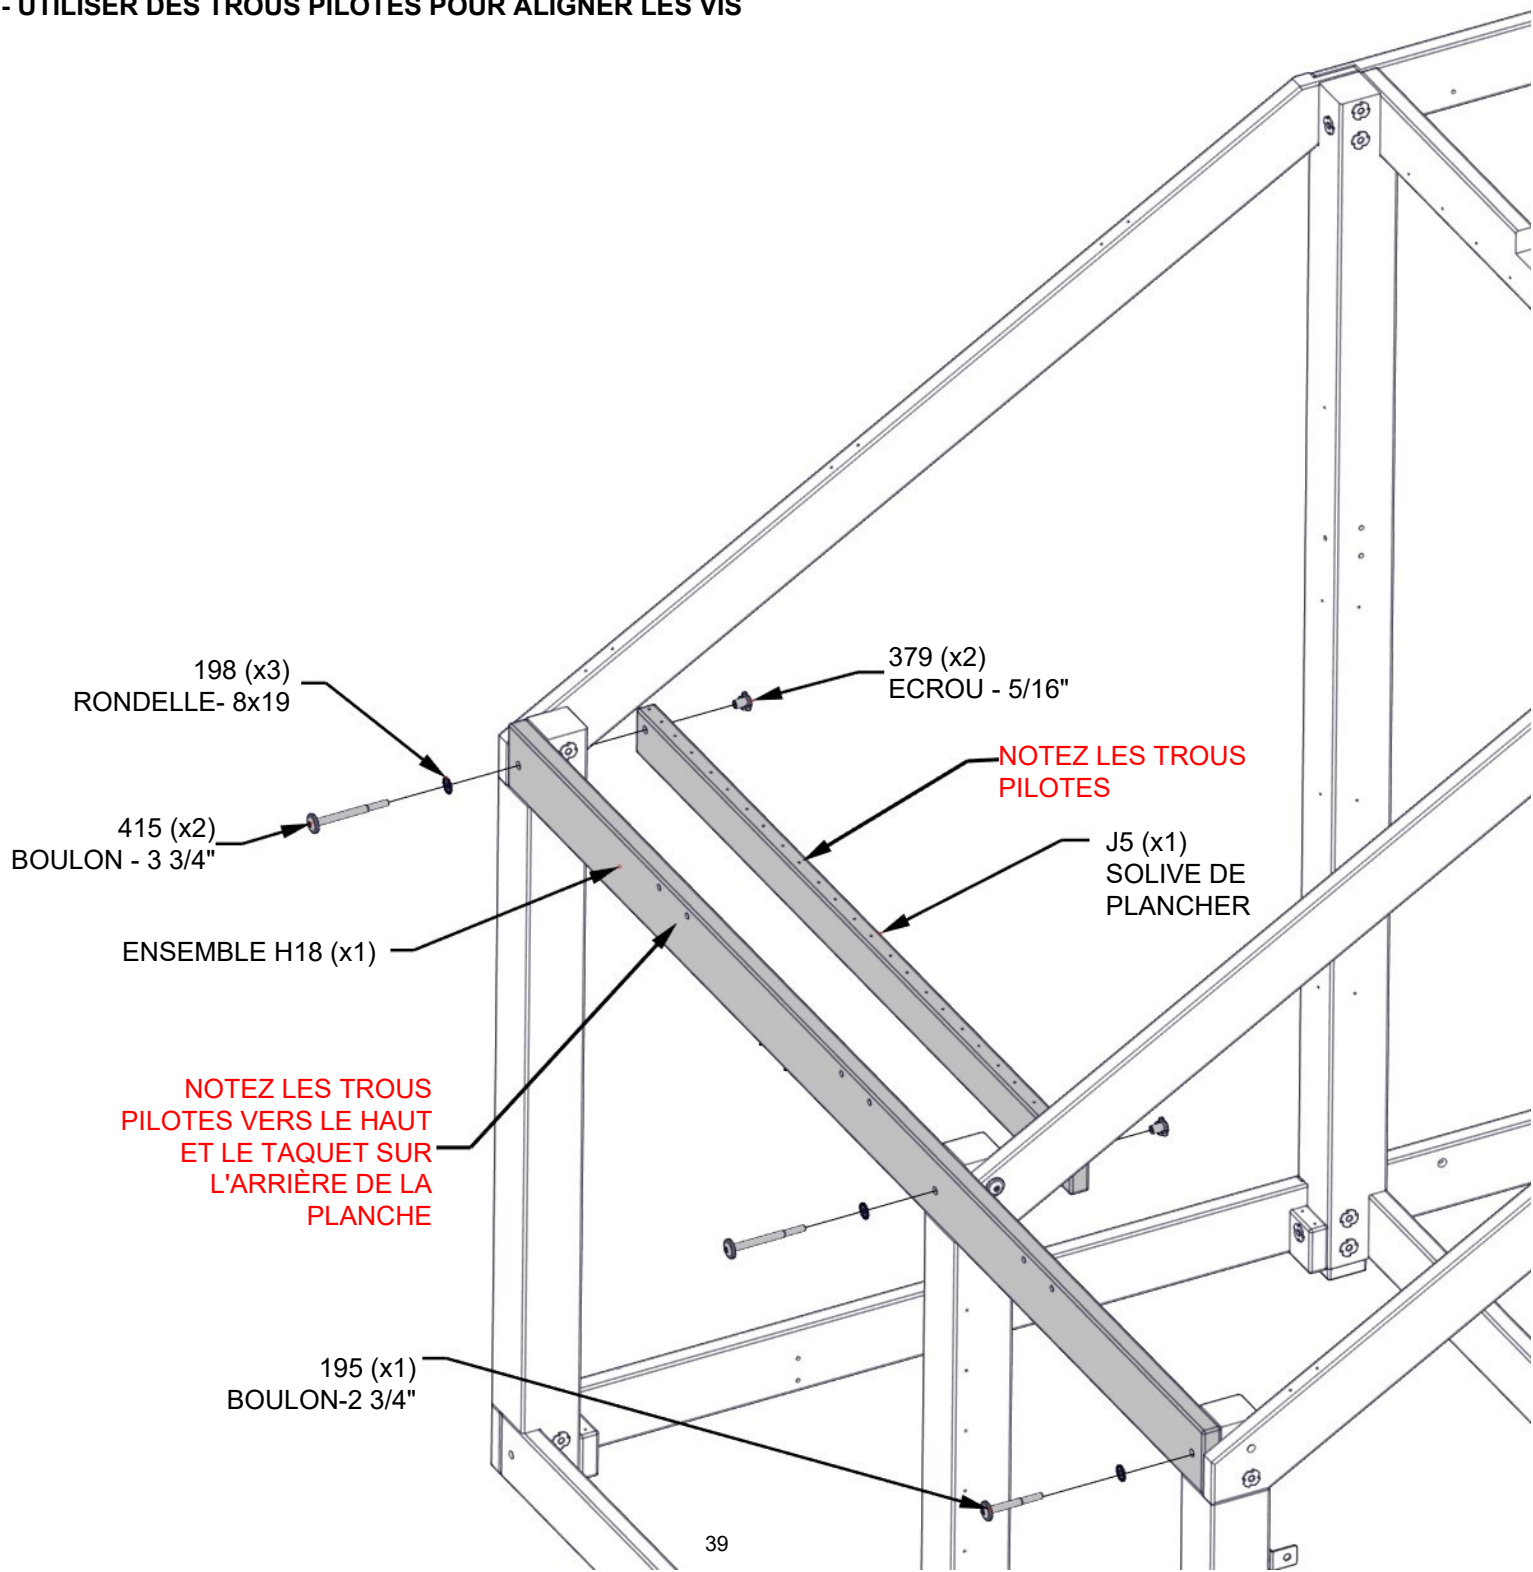 - UTILISER DES TROUS PILOTES POUR ALIGNER LES VIS
198 (x3)
RONDELLE- 8x19
379 (x2)
ECROU - 5/16"
NOTEZ LES TROUS
PILOTES
415 (x2)
BOULON - 3 3/4"
J5 (x1)
SOLIVE DE
PLANCHER
ENSEMBLE H18 (x1)
NOTEZ LES TROUS
PILOTES VERS LE HAUT
ET LE TAQUET SUR
L'ARRIÈRE DE LA
PLANCHE
195 (x1)
BOULON-2 3/4"
39